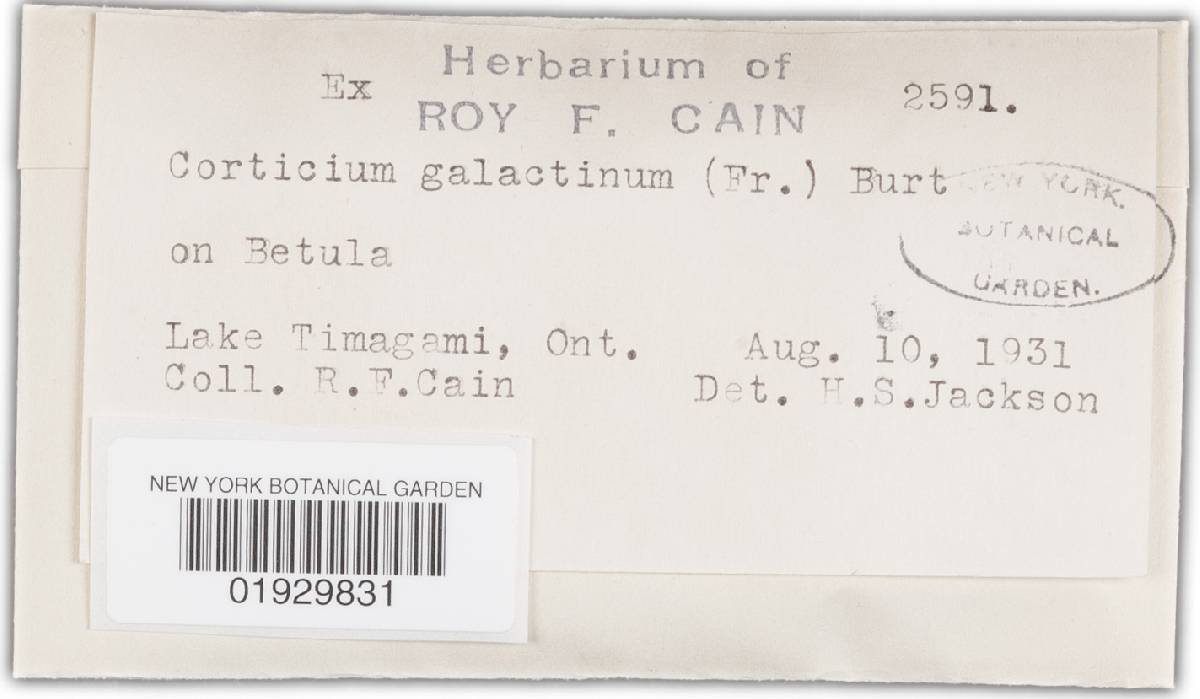 Herbarium of
Ex
ROY F. CAIN
2591.
Corticium galactinum (Fr.) Burt
NEW YORK.
BOTANICAL
GARDEN.
on Betula
Lake Timagami, Ont. Aug. 10, 1931
Coll. R.F.Cain Det. H.S.Jackson
NEW YORK BOTANICAL GARDEN
01929831